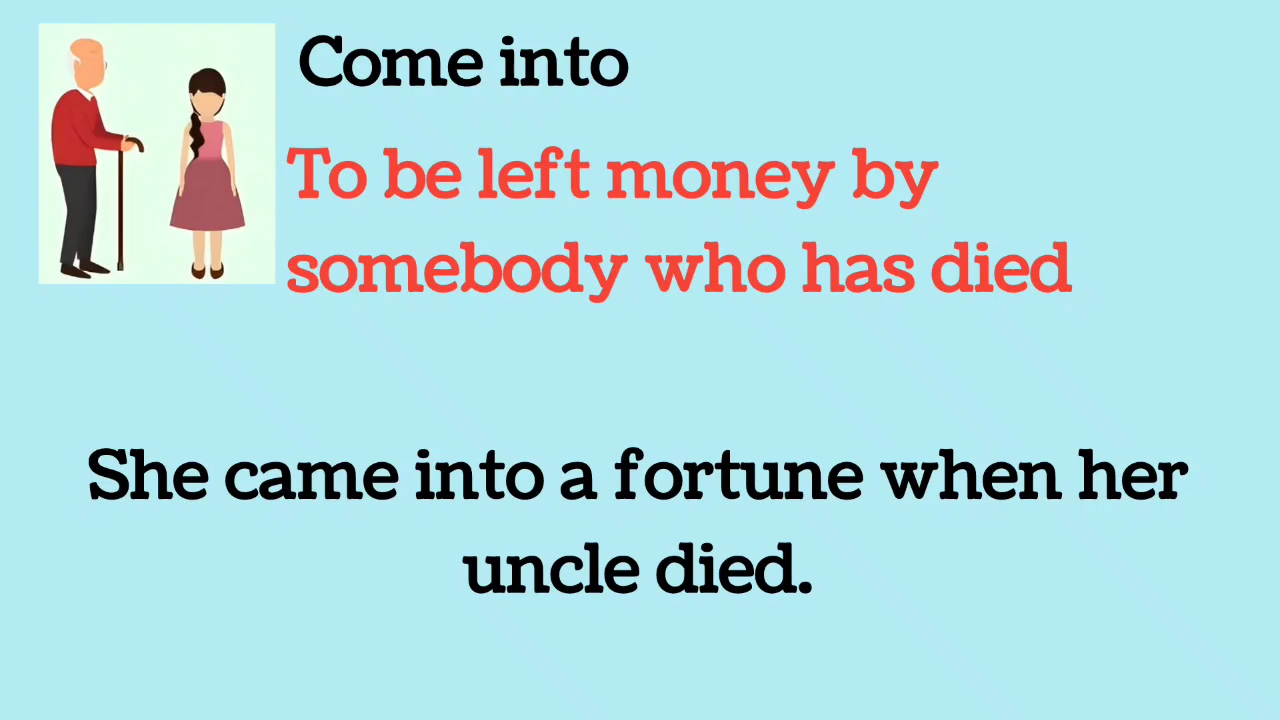 Come into
To be left money by
somebody who has died
She came into a fortune when her
uncle died.